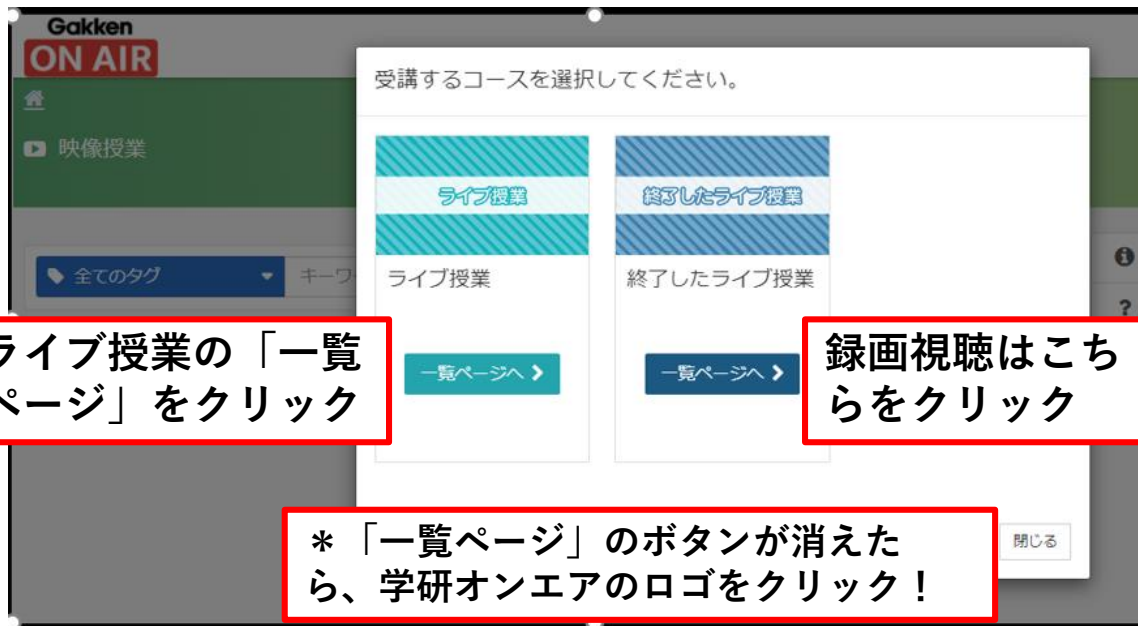 Gakken
ON AIR
映像授業
受講するコースを選択してください。
ライブ授業
終了したライブ授業
全てのタグ
キーワ
ライブ授業
終了したライブ授業
ライブ授業の「一覧
ページ」をクリック
一覧ページへ
一覧ページへ
録画視聴はこち
らをクリック
閉じる
*「一覧ページ」のボタンが消えた
ら、学研オンエアのロゴをクリック！